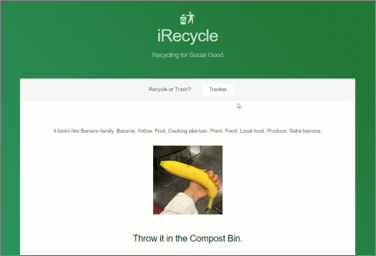 iRecycle
Recycling for Social Good
Recycle or Trash?
Tracker
It looks like Banana family. Banana. Yellow. Fruit. Cooking plantain. Plant. Food. Local food. Produce. Saba banana.
Throw it in the Compost Bin.